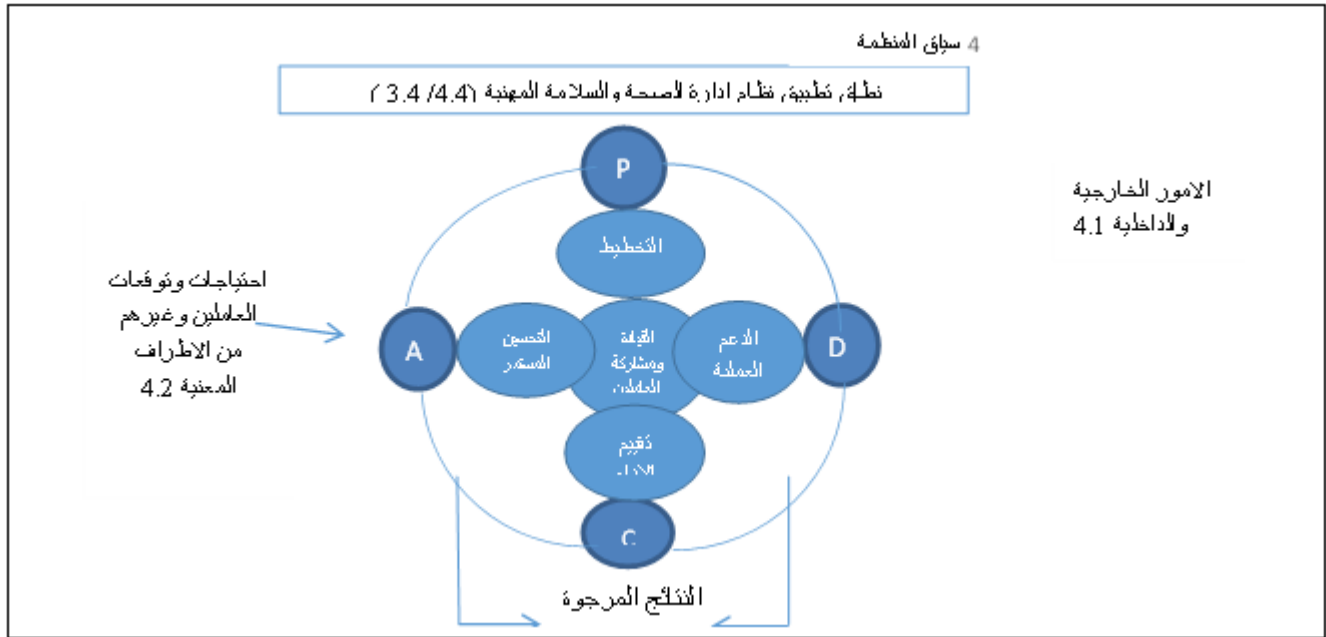 4 سياق المنظمة
نطاق تطبيق نظام ادارة الصحة والسلامة المهنية (3.4/ 4.4 )
P
الامور الخارجية
والداخلية 4.1
التخطيط
احتياجات وتوقعات
العاملين وغيرهم
من الاطراف
المعنية 4.2
D
الدعم
العملية
القيادة
ومشاركة
العاملين
التحسين
المستمر
A
تقييم
الاداء
C
النتائج المرجوة